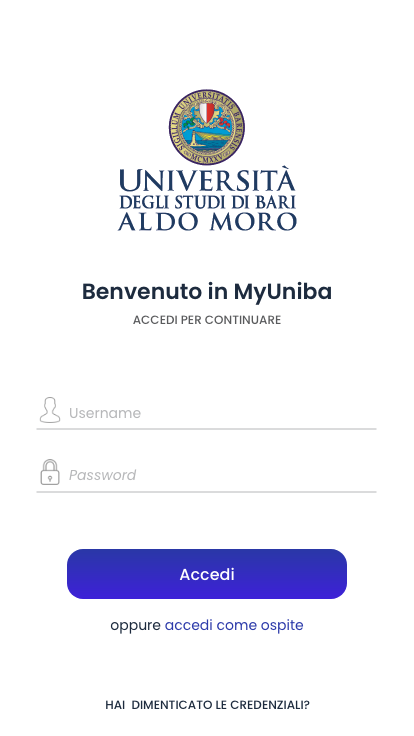 SIGILLUM UNIVERSITATIS BARENSIS
MCMXXV
UNIVERSITÀ
DEGLI STUDI DI BARI
ALDO MORO
Benvenuto in MyUniba
ACCEDI PER CONTINUARE
Username
Password
Accedi
oppure accedi come ospite
HAI DIMENTICATO LE CREDENZIALI?